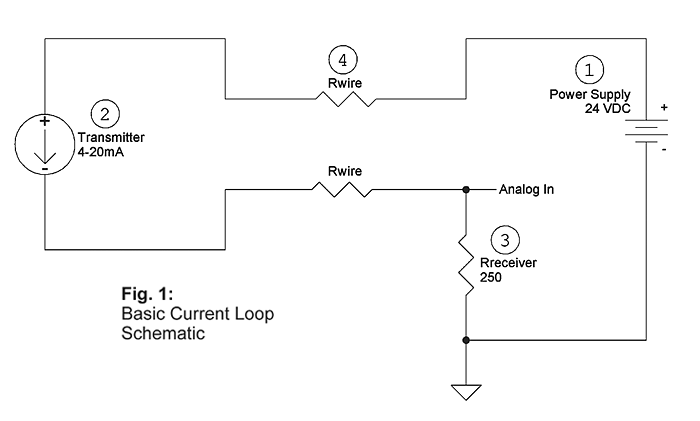 4
Rwire
1
Power Supply
24 VDC
+
-
2
+
Transmitter
4-20mA
-
Rwire
Analog In
3
Rreceiver
250
Fig. 1:
Basic Current Loop
Schematic